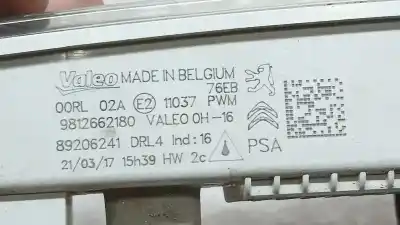 Valeo MADE IN BELGIUM
76EB
00RL 02A E2 11037 PWM
9812662180 VALEO OH-16
89206241 DRL4 Ind:16
PSA
21/03/17 15h39 HW 2c